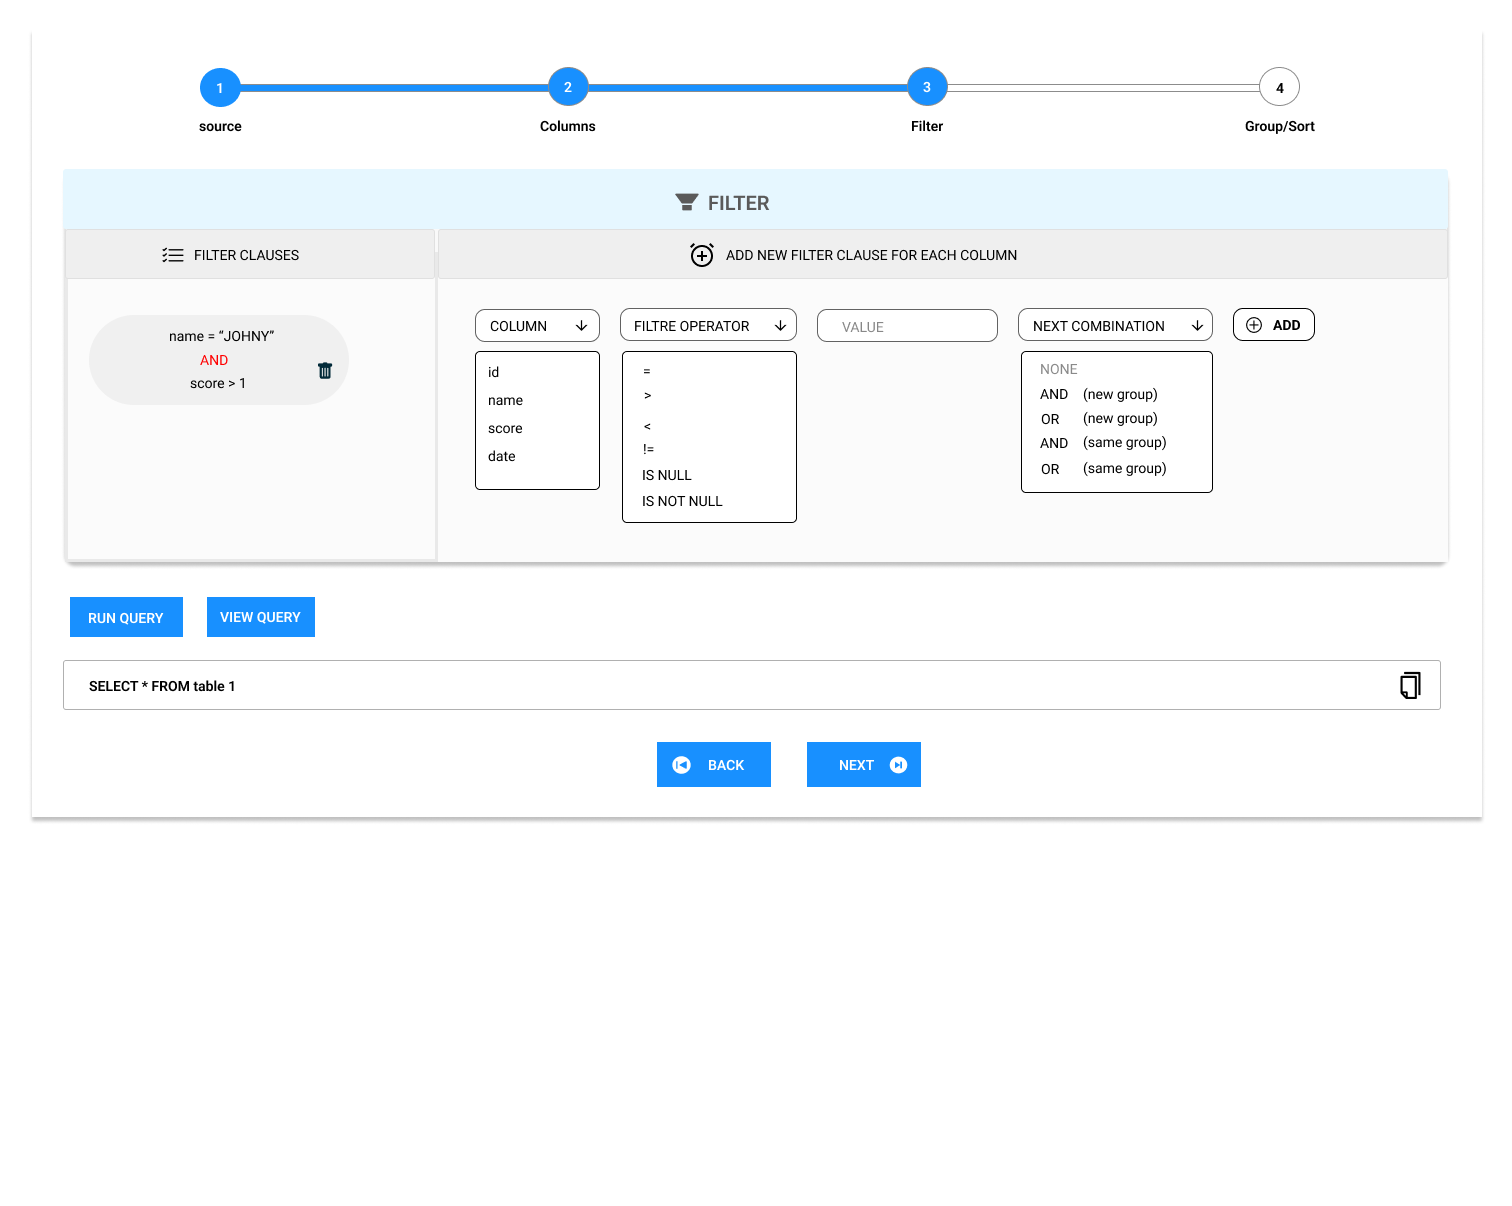 1
2
3
4
source
Columns
Filter
Group/Sort
FILTER
FILTER CLAUSES
ADD NEW FILTER CLAUSE FOR EACH COLUMN
name = “JOHNY”
AND
score > 1
COLUMN
id
name
score
date
FILTRE OPERATOR
=
>
<
!=
IS NULL
IS NOT NULL
VALUE
NEXT COMBINATION
NONE
AND (new group)
OR (new group)
AND (same group)
OR (same group)
ADD
RUN QUERY
VIEW QUERY
SELECT * FROM table 1
BACK
NEXT